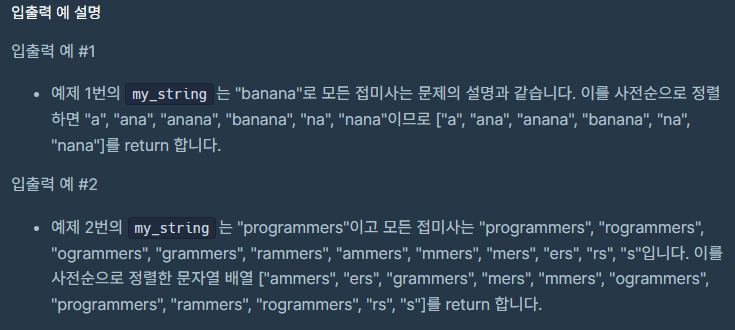 입출력 예 설명
입출력 예 #1
• 예제 1번의 my_string 는 "banana"로 모든 접미사는 문제의 설명과 같습니다. 이를 사전순으로 정렬
하면 "a", "ana", "anana", "banana", "na", "nana"이므로 ["a", "ana", "anana", "banana", "na",
"nana"]를 return 합니다.
입출력 예 #2
• 예제 2번의 my_string 는 "programmers"이고 모든 접미사는 "programmers", "rogrammers",
"ogrammers", "grammers", "rammers", "ammers", "mmers", "mers", "ers", "rs", "s"입니다. 이를
사전순으로 정렬한 문자열 배열 ["ammers", "ers", "grammers", "mers", "mmers", "ogrammers",
"programmers", "rammers", "rogrammers", "rs", "s"]를 return 합니다.